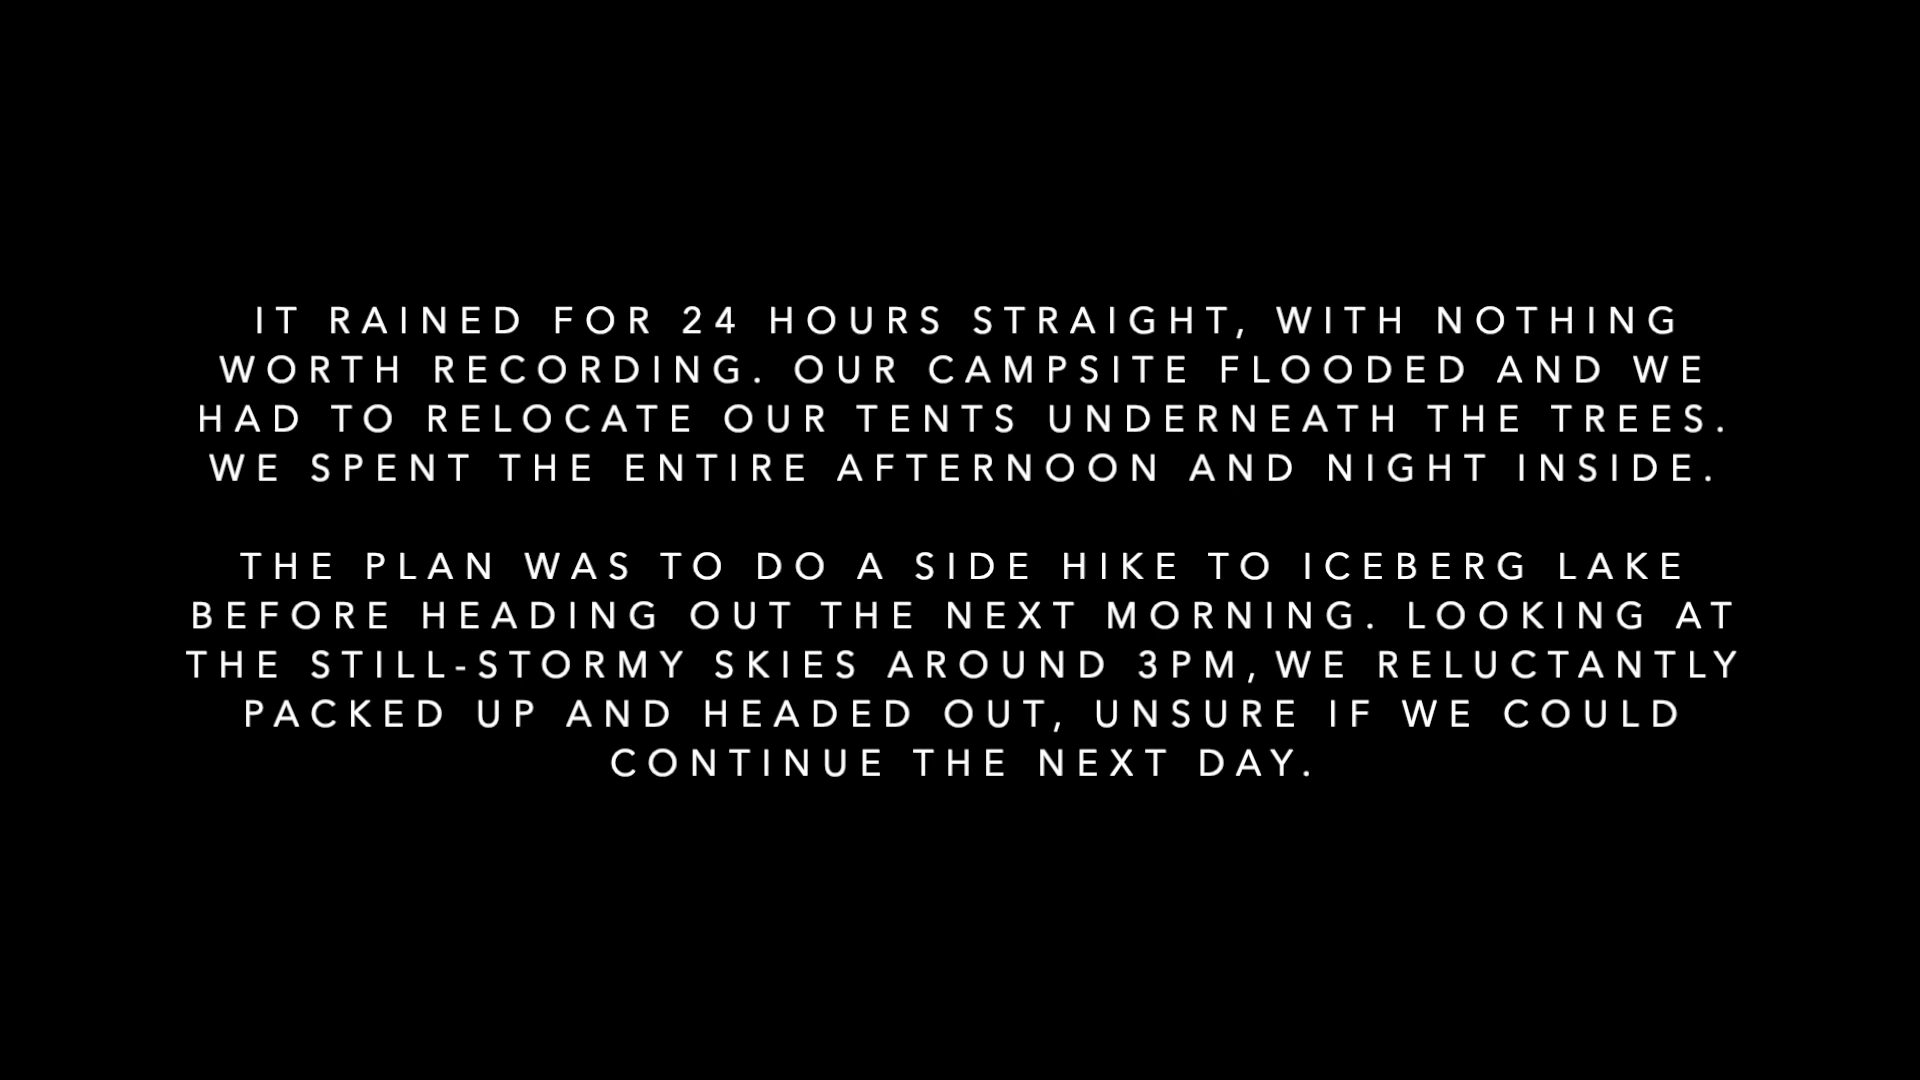 IT RAINED FOR 24 HOURS STRAIGHT, WITH NOTHING
WORTH RECORDING. OUR CAMPSITE FLOODED AND WE
HAD TO RELOCATE OUR TENTS UNDERNEATH THE TREES.
WE SPENT THE ENTIRE AFTERNOON AND NIGHT INSIDE.
THE PLAN WAS TO DO A SIDE HIKE TO ICEBERG LAKE
BEFORE HEADING OUT THE NEXT MORNING. LOOKING AT
THE STILL-STORMY SKIES AROUND 3PM, WE RELUCTANTLY
PACKED UP AND HEADED OUT, UNSURE IF WE COULD
CONTINUE THE NEXT DAY.